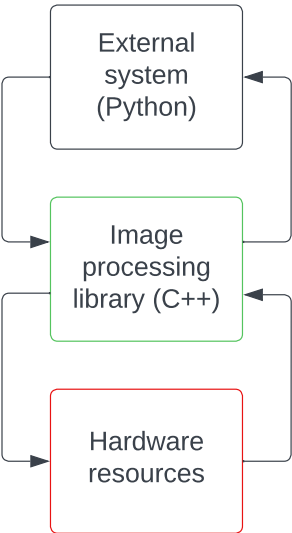 External
system
(Python)
Image
processing
library (C++)
Hardware
resources